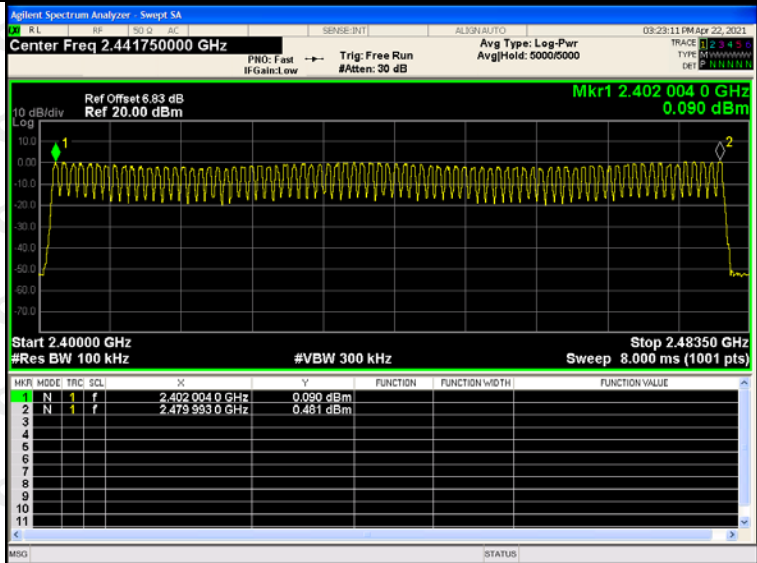 Agilent Spectrum Analyzer - Swept SA
RL RF 50 Ω AC SENSE:INT ALIGNAUTO 03:23:11 PM Apr 22, 2021
Center Freq 2.441750000 GHz
PNO: Fast
IFGain:Low
Trig: Free Run
#Atten: 30 dB
Avg Type: Log-Pwr
Avg|Hold: 5000/5000
TRACE 1 2 3 4 5 6
TYPE M
DET P N N N N N
Mkr1 2.402 004 0 GHz
0.090 dBm
Ref Offset 6.83 dB
10 dB/div Ref 20.00 dBm
Log
1
2
10.0
0.00
-10.0
-20.0
-30.0
-40.0
-50.0
-60.0
-70.0
Start 2.40000 GHz Stop 2.48350 GHz
#Res BW 100 kHz #VBW 300 kHz Sweep 8.000 ms (1001 pts)
MKR MODE TRC SCL X Y FUNCTION FUNCTION WIDTH FUNCTION VALUE
1 N 1 f 2.402 004 0 GHz 0.090 dBm
2 N 1 f 2.479 993 0 GHz 0.481 dBm
3
4
5
6
7
8
9
10
11
MSG STATUS